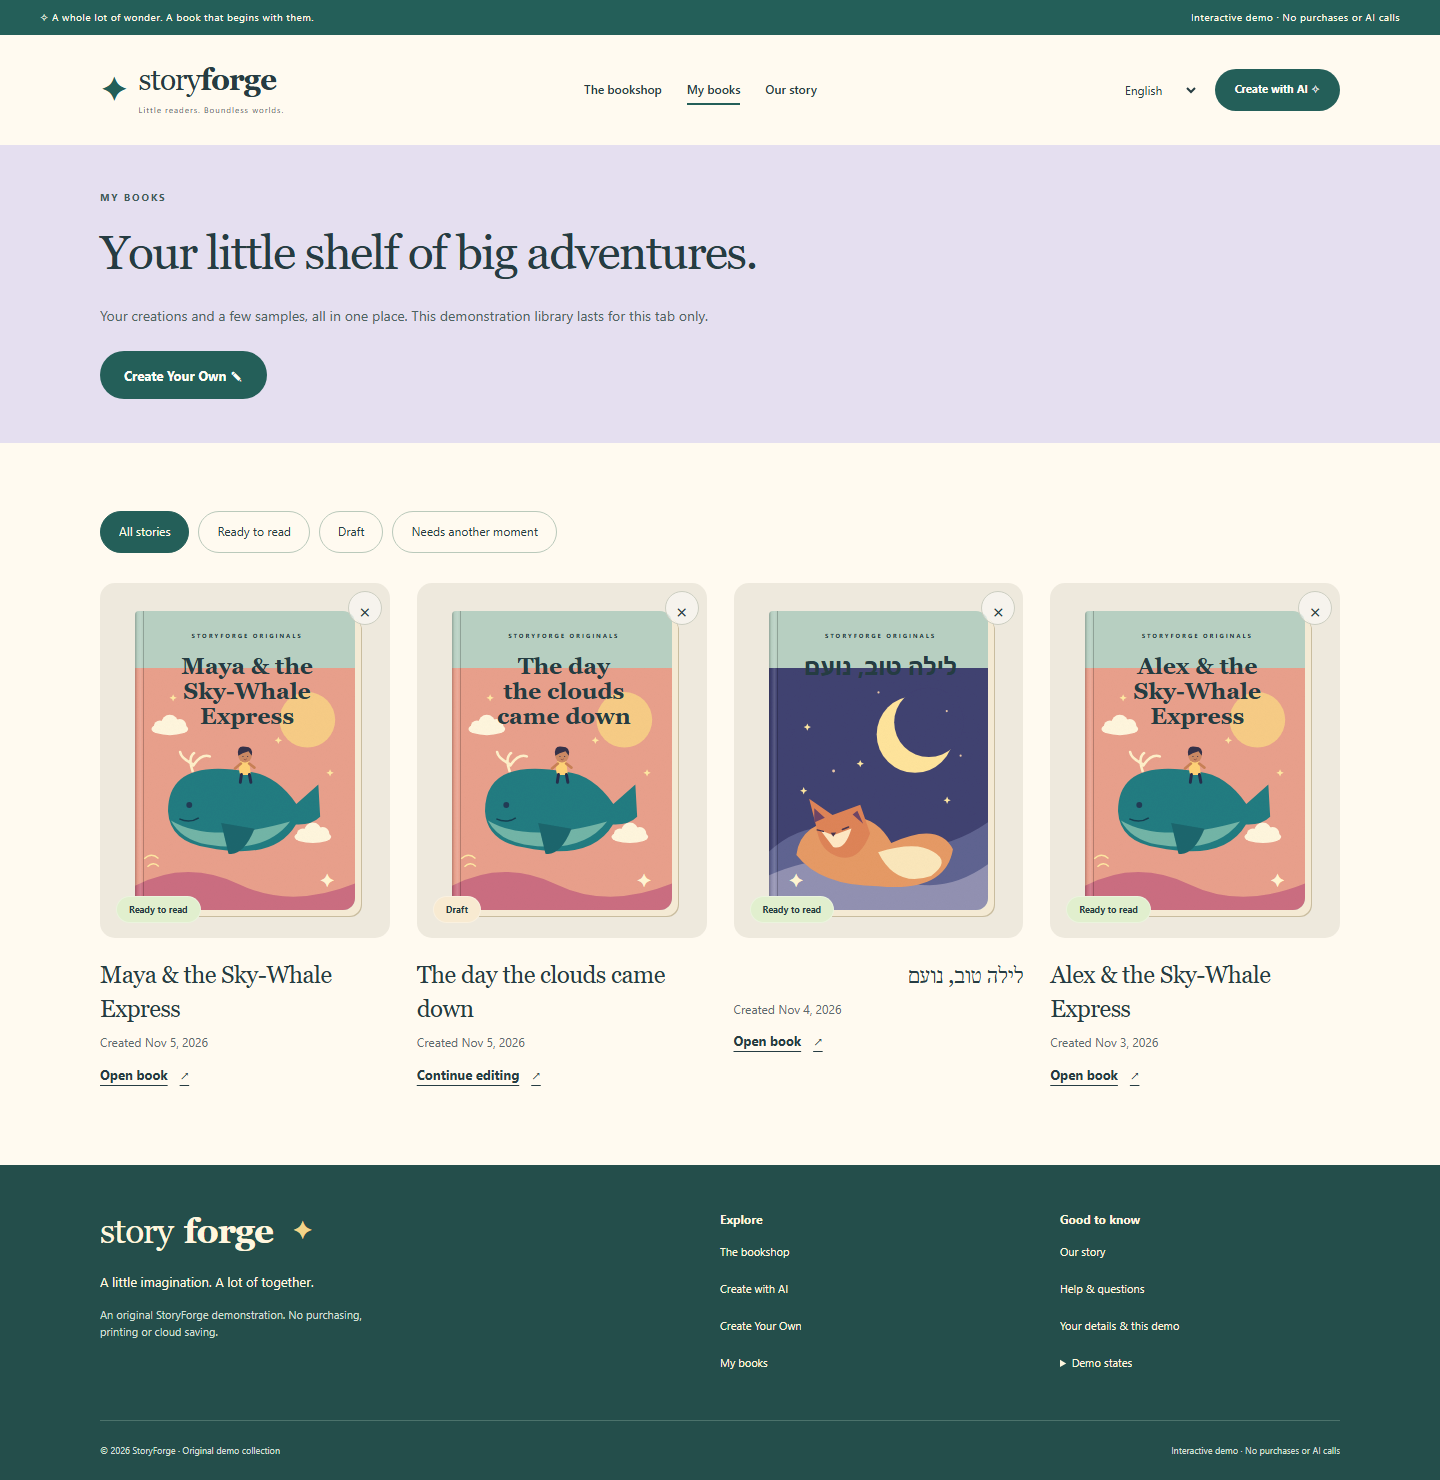 ✧ A whole lot of wonder. A book that begins with them.
Interactive demo · No purchases or AI calls
storyforge
Little readers. Boundless worlds.
The bookshop
My books
Our story
English
Create with AI ✧
MY BOOKS
Your little shelf of big adventures.
Your creations and a few samples, all in one place. This demonstration library lasts for this tab only.
Create Your Own ✎
All stories
Ready to read
Draft
Needs another moment
STORYFORGE ORIGINALS
Maya & the
Sky-Whale
Express
Ready to read
Maya & the Sky-Whale
Express
Created Nov 5, 2026
Open book ↗
STORYFORGE ORIGINALS
The day
the clouds
came down
Draft
The day the clouds came
down
Created Nov 5, 2026
Continue editing ↗
STORYFORGE ORIGINALS
לילה טוב, נועם
Ready to read
לילה טוב, נועם
Created Nov 4, 2026
Open book ↗
STORYFORGE ORIGINALS
Alex & the
Sky-Whale
Express
Ready to read
Alex & the Sky-Whale
Express
Created Nov 3, 2026
Open book ↗
story forge
A little imagination. A lot of together.
An original StoryForge demonstration. No purchasing,
printing or cloud saving.
Explore
The bookshop
Create with AI
Create Your Own
My books
Good to know
Our story
Help & questions
Your details & this demo
▶ Demo states
© 2026 StoryForge · Original demo collection
Interactive demo · No purchases or AI calls